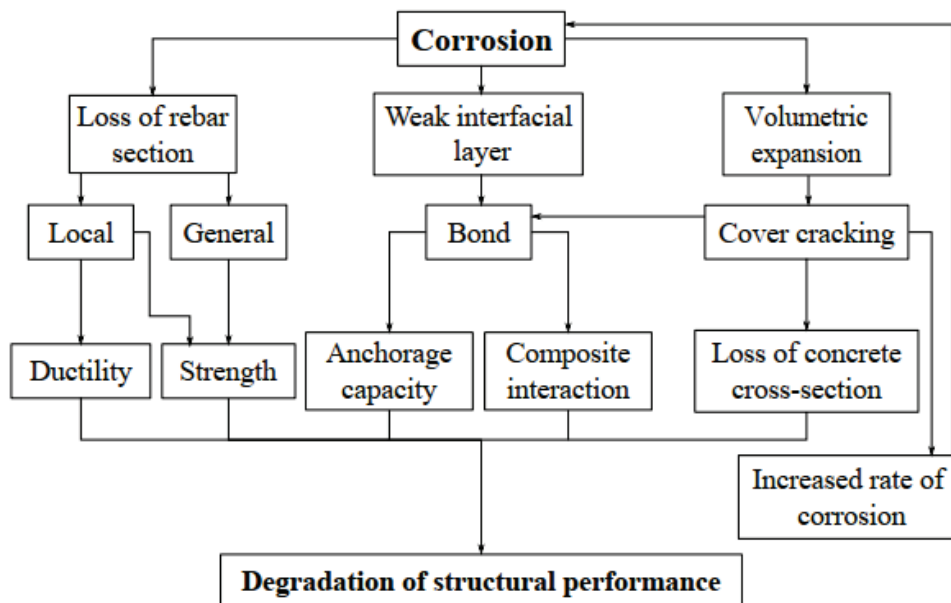 Corrosion
Loss of rebar
section
Weak interfacial
layer
Volumetric
expansion
Local
General
Bond
Cover cracking
Ductility
Strength
Anchorage
capacity
Composite
interaction
Loss of concrete
cross-section
Increased rate of
corrosion
Degradation of structural performance